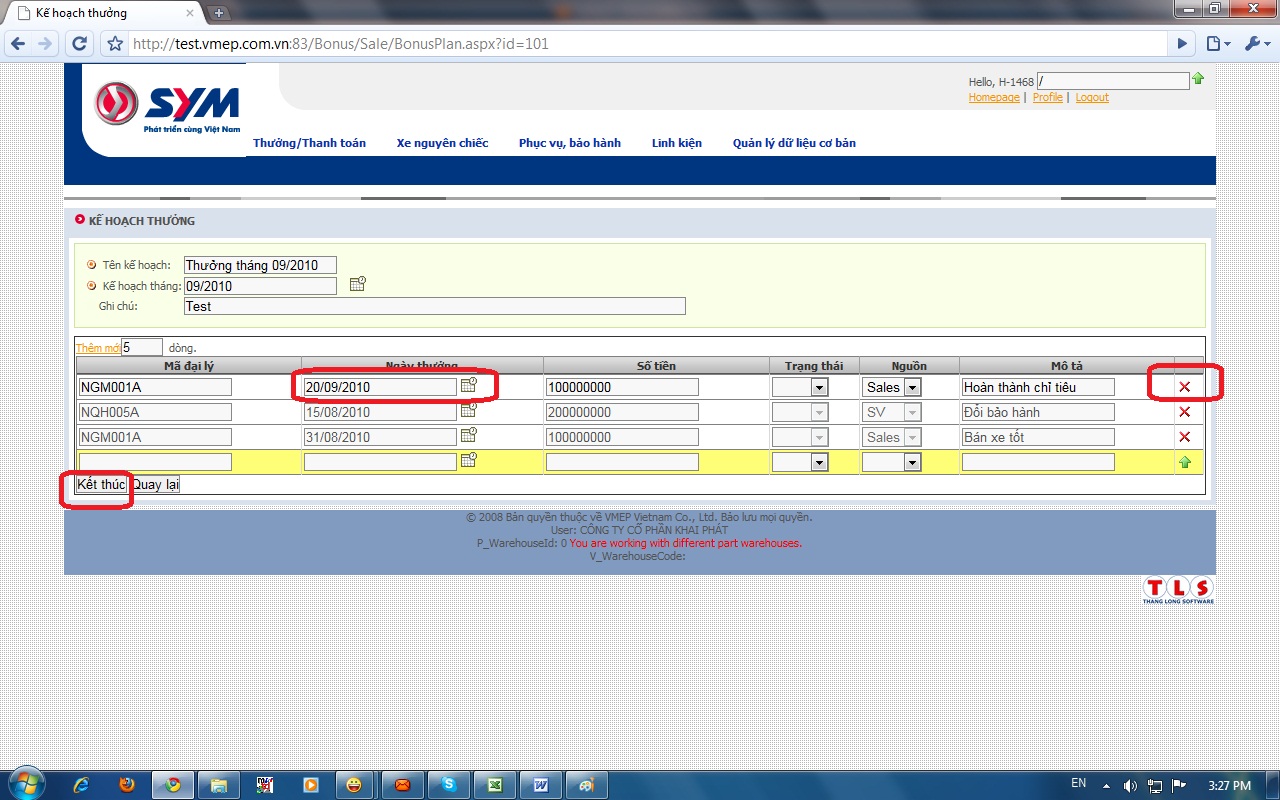 Kế hoạch thưởng
http://test.vmep.com.vn:83/Bonus/Sale/BonusPlan.aspx?id=101
SYM
Phát triển cùng Việt Nam
Hello, H-1468 /
Homepage | Profile | Logout
Thưởng/Thanh toán Xe nguyên chiếc Phục vụ, bảo hành Linh kiện Quản lý dữ liệu cơ bản
KẾ HOẠCH THƯỞNG
Tên kế hoạch: Thưởng tháng 09/2010
Kế hoạch tháng: 09/2010
Ghi chú: Test
Thêm mới 5 dòng.
Mã đại lý Ngày thưởng Số tiền Trạng thái Nguồn Mô tả
NGM001A 20/09/2010 100000000 Sales Hoàn thành chỉ tiêu
NQH005A 15/08/2010 200000000 SV Đổi bảo hành
NGM001A 31/08/2010 100000000 Sales Bán xe tốt
Kết thúc Quay lại
© 2008 Bản quyền thuộc về VMEP Vietnam Co., Ltd. Bảo lưu mọi quyền.
User: CÔNG TY CỔ PHẦN KHAI PHÁT
P_WarehouseId: 0 You are working with different part warehouses.
V_WarehouseCode:
TLS
THANG LONG SOFTWARE
EN 3:27 PM